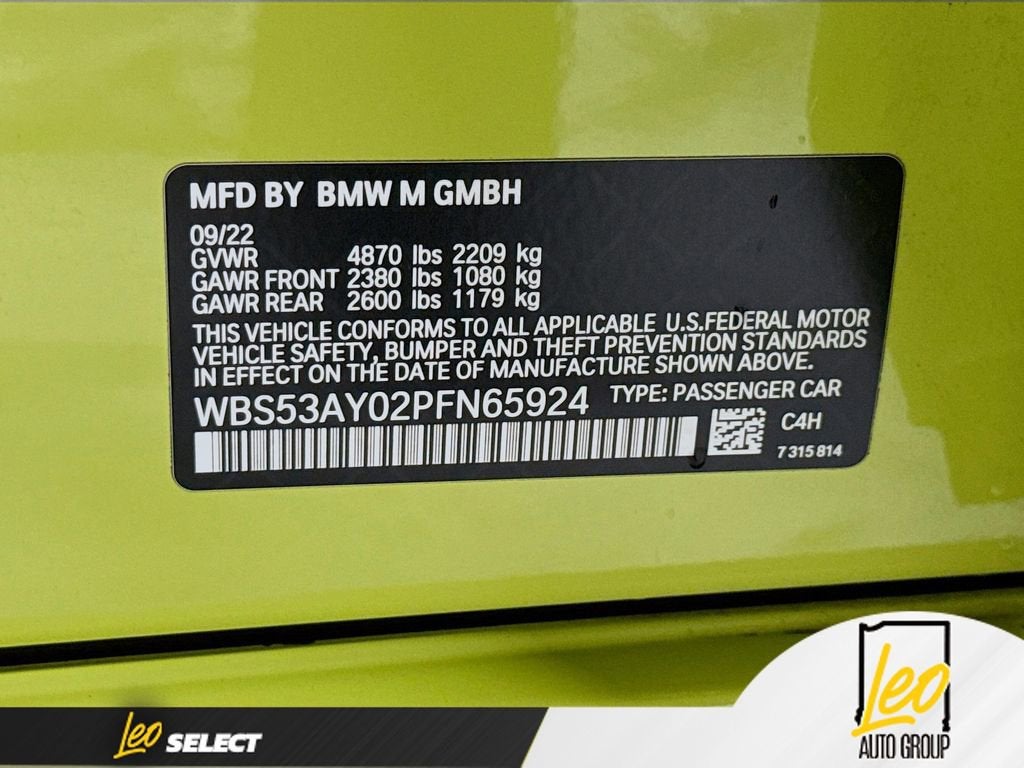 MFD BY BMW M GMBH
09/22
GVWR 4870 lbs 2209 kg
GAWR FRONT 2380 lbs 1080 kg
GAWR REAR 2600 lbs 1179 kg
THIS VEHICLE CONFORMS TO ALL APPLICABLE U.S.FEDERAL MOTOR
VEHICLE SAFETY, BUMPER AND THEFT PREVENTION STANDARDS
IN EFFECT ON THE DATE OF MANUFACTURE SHOWN ABOVE.
WBS53AY02PFN65924 TYPE: PASSENGER CAR
C4H
7 315 814
Leo SELECT
Leo
AUTO GROUP